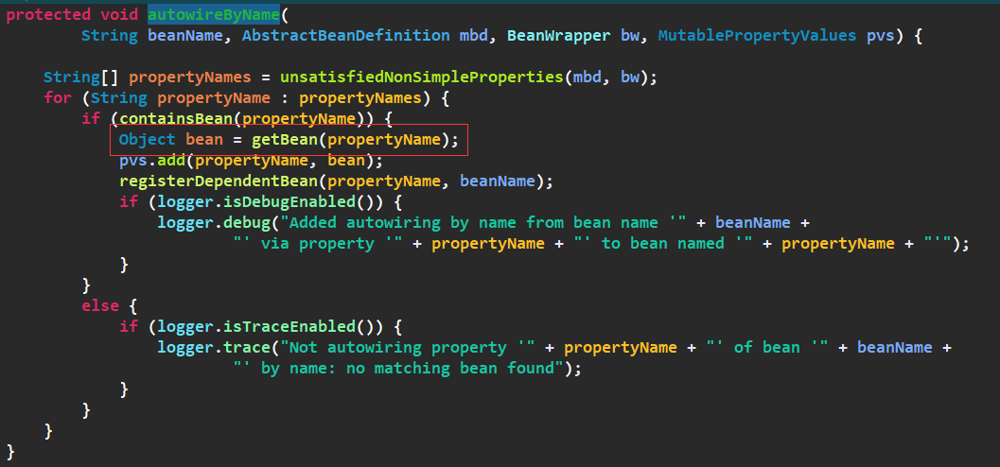 protected void autowireByName(
String beanName, AbstractBeanDefinition mbd, BeanWrapper bw, MutablePropertyValues pvs) {
String[] propertyNames = unsatisfiedNonSimpleProperties(mbd, bw);
for (String propertyName : propertyNames) {
if (containsBean(propertyName)) {
Object bean = getBean(propertyName);
pvs.add(propertyName, bean);
registerDependentBean(propertyName, beanName);
if (logger.isDebugEnabled()) {
logger.debug("Added autowiring by name from bean name '" + beanName +
"' via property '" + propertyName + "' to bean named '" + propertyName + "'");
}
}
else {
if (logger.isTraceEnabled()) {
logger.trace("Not autowiring property '" + propertyName + "' of bean '" + beanName +
"' by name: no matching bean found");
}
}
}
}